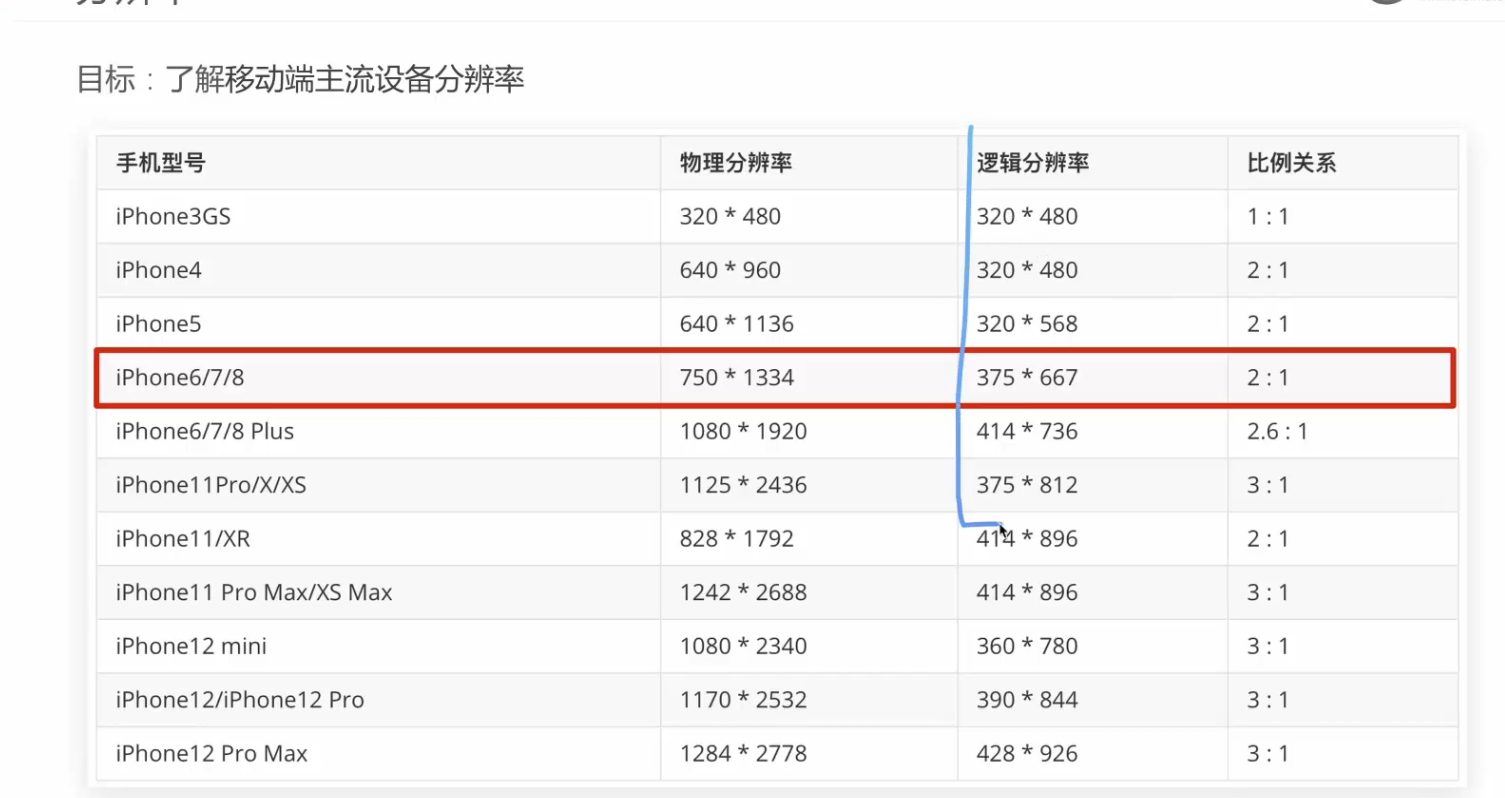 目标：了解移动端主流设备分辨率
手机型号 物理分辨率 逻辑分辨率 比例关系
iPhone3GS 320 * 480 320 * 480 1 : 1
iPhone4 640 * 960 320 * 480 2 : 1
iPhone5 640 * 1136 320 * 568 2 : 1
iPhone6/7/8 750 * 1334 375 * 667 2 : 1
iPhone6/7/8 Plus 1080 * 1920 414 * 736 2.6 : 1
iPhone11Pro/X/XS 1125 * 2436 375 * 812 3 : 1
iPhone11/XR 828 * 1792 414 * 896 2 : 1
iPhone11 Pro Max/XS Max 1242 * 2688 414 * 896 3 : 1
iPhone12 mini 1080 * 2340 360 * 780 3 : 1
iPhone12/iPhone12 Pro 1170 * 2532 390 * 844 3 : 1
iPhone12 Pro Max 1284 * 2778 428 * 926 3 : 1